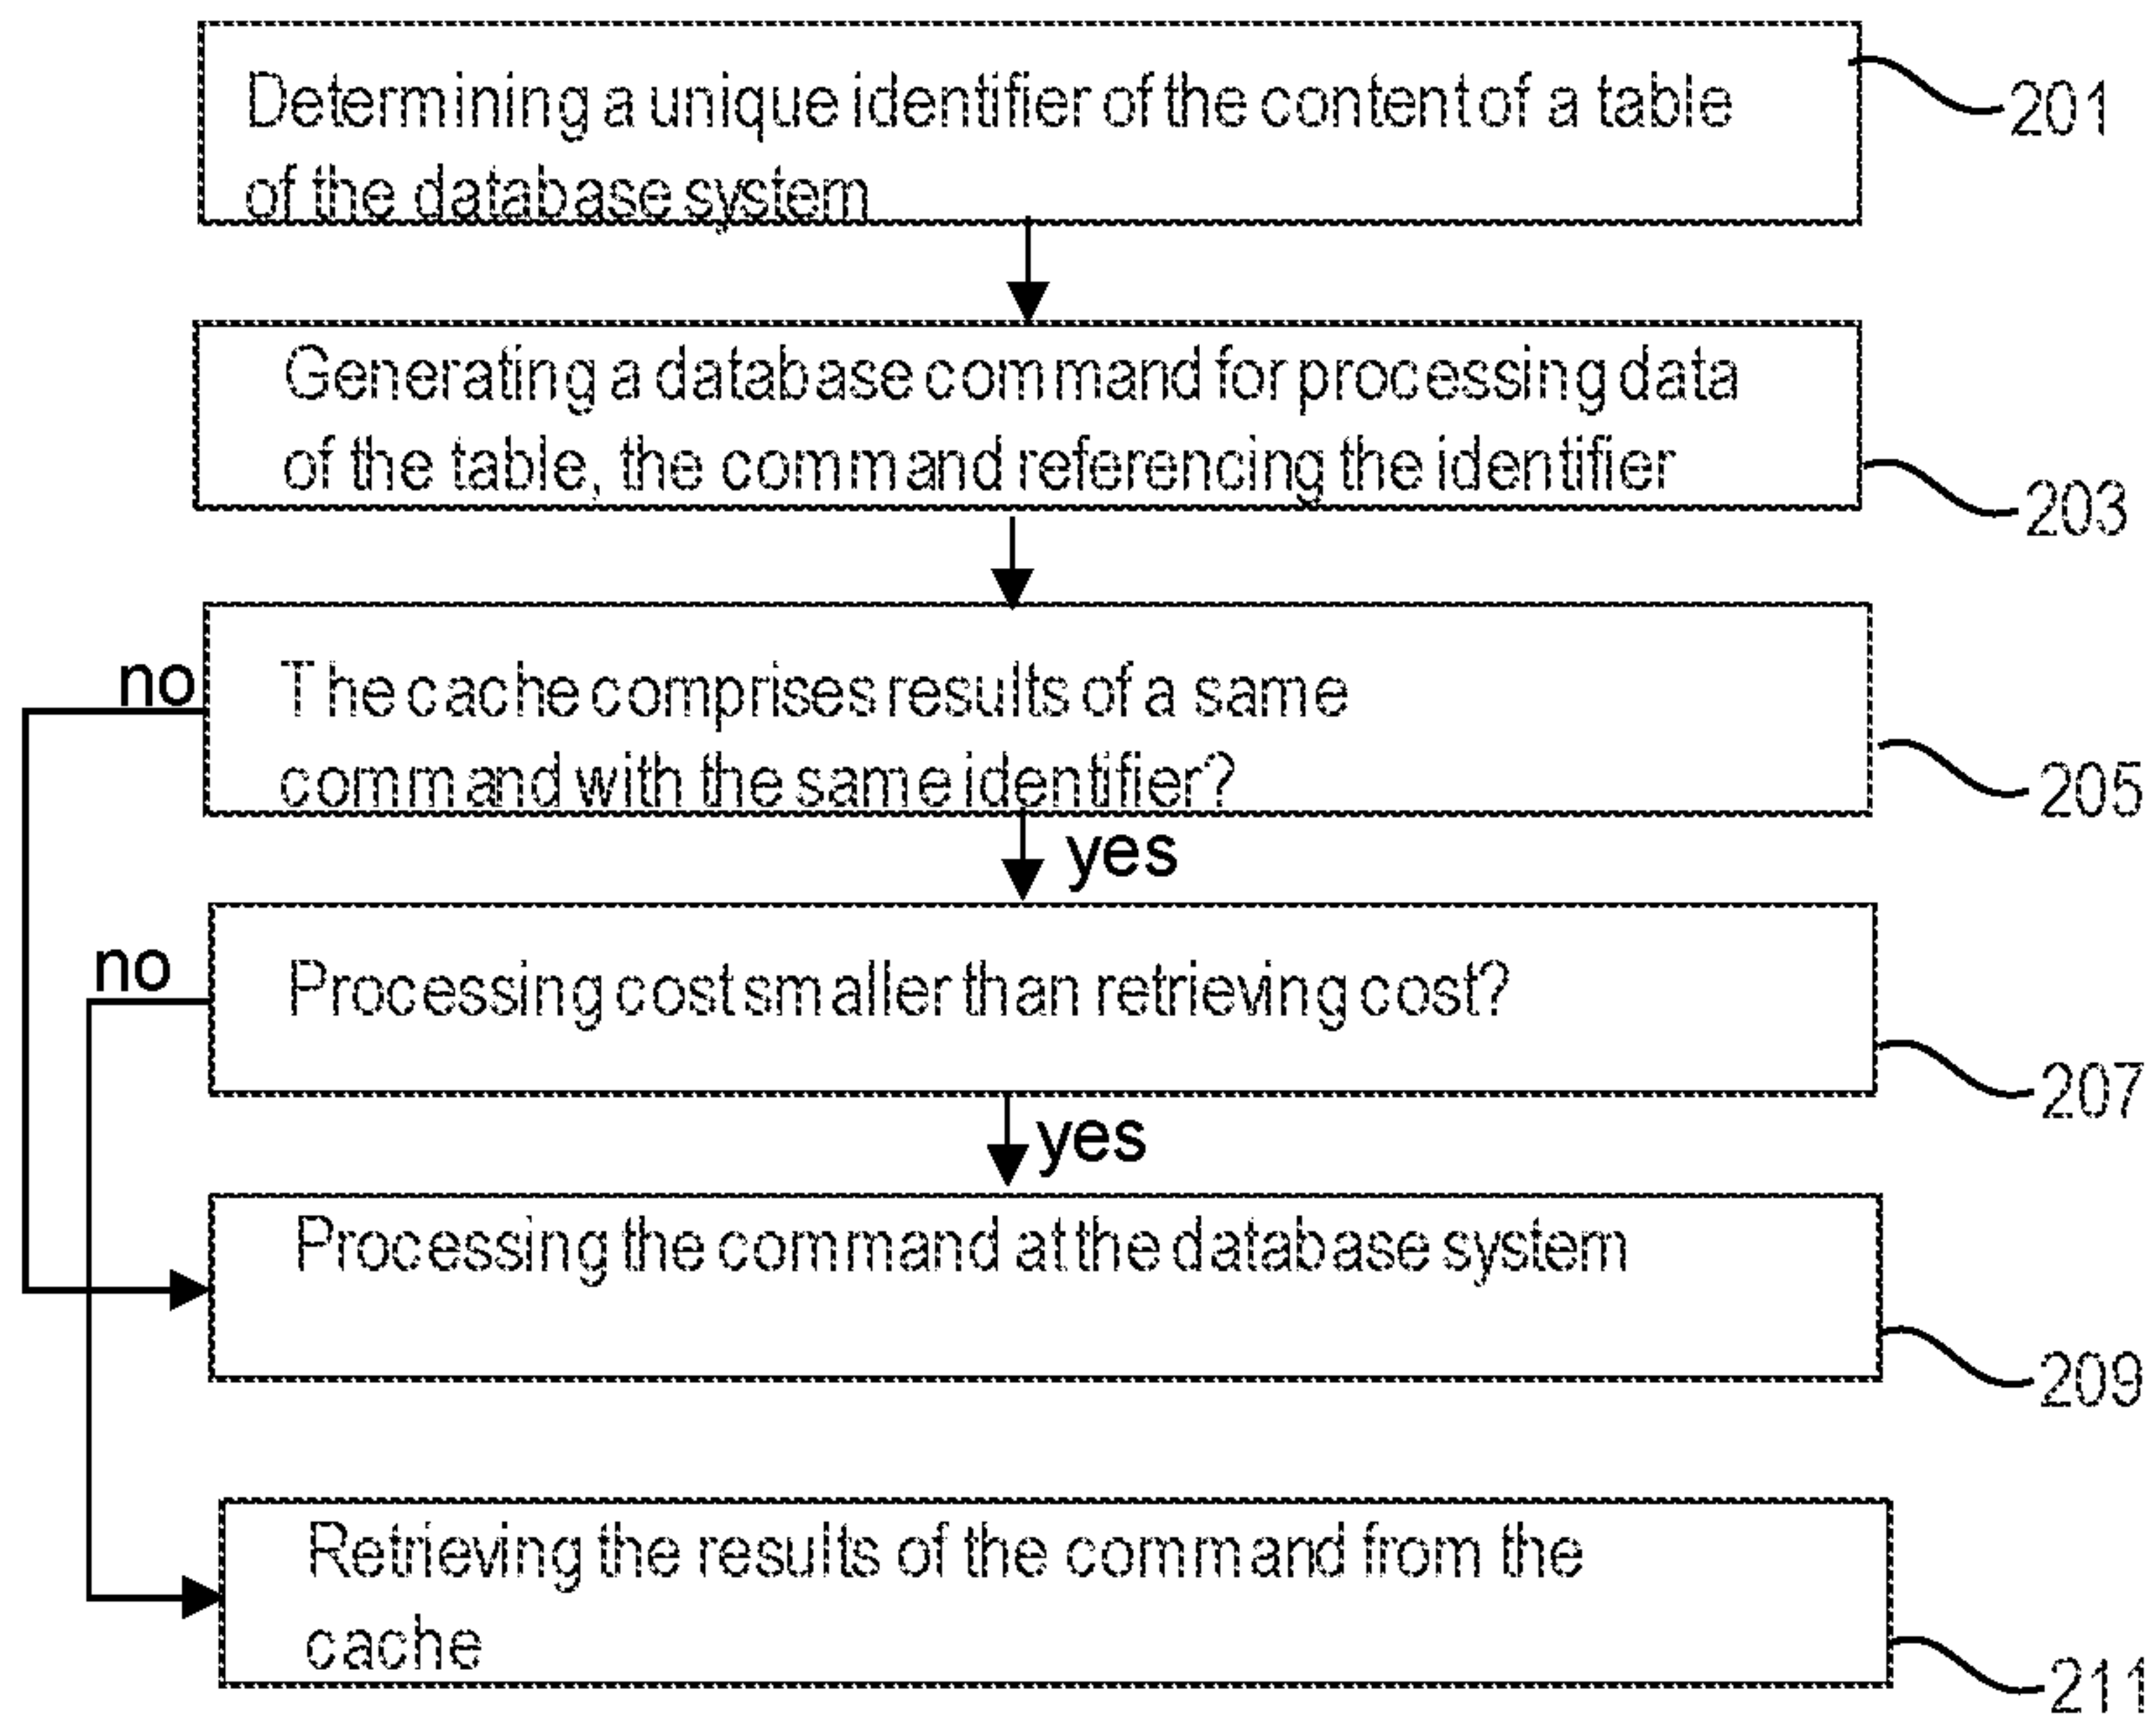 Determining a unique identifier of the content of a table
of the database system
201
Generating a database command for processing data
of the table, the command referencing the identifier
203
no
The cache comprises results of a same
command with the same identifier?
205
yes
no
Processing cost smaller than retrieving cost?
207
yes
Processing the command at the database system
209
Retrieving the results of the command from the
cache
211